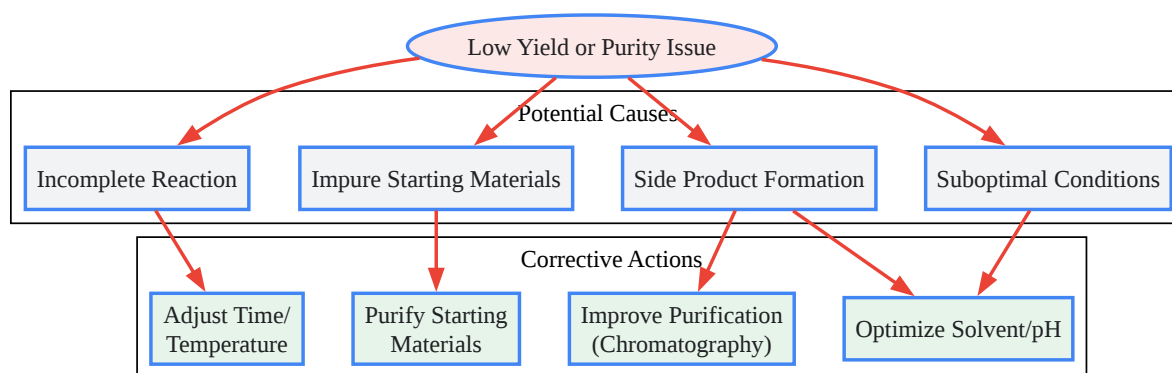 Low Yield or Purity Issue
Potential Causes
Incomplete Reaction
Impure Starting Materials
Side Product Formation
Suboptimal Conditions
Corrective Actions
Adjust Time/
Temperature
Purify Starting
Materials
Improve Purification
(Chromatography)
Optimize Solvent/pH